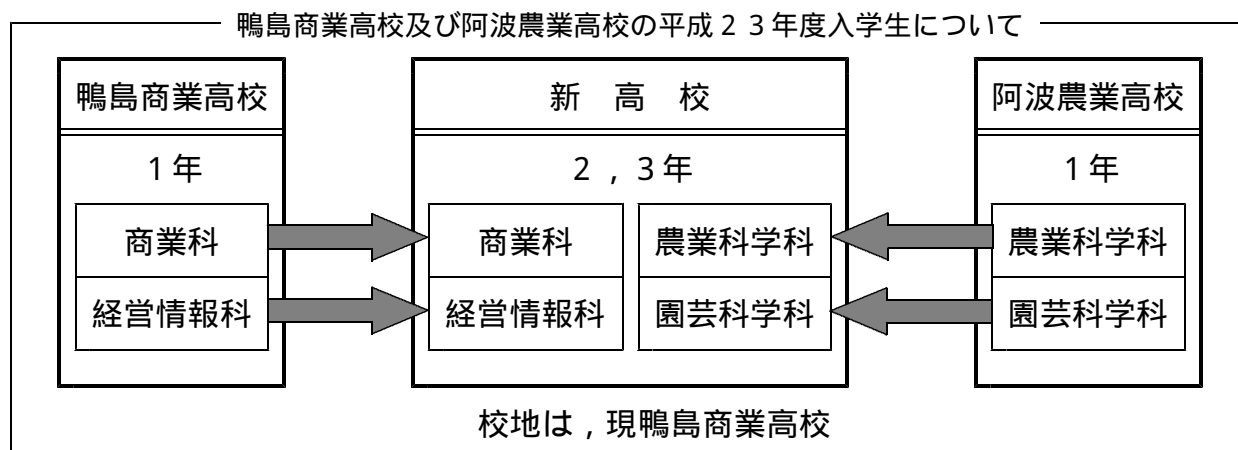 鴨島商業高校及び阿波農業高校の平成23年度入学生について
鴨島商業高校
1年
商業科
経営情報科
新 高 校
2,3年
商業科
農業科学科
経営情報科
園芸科学科
阿波農業高校
1年
農業科学科
園芸科学科
校地は,現鴨島商業高校